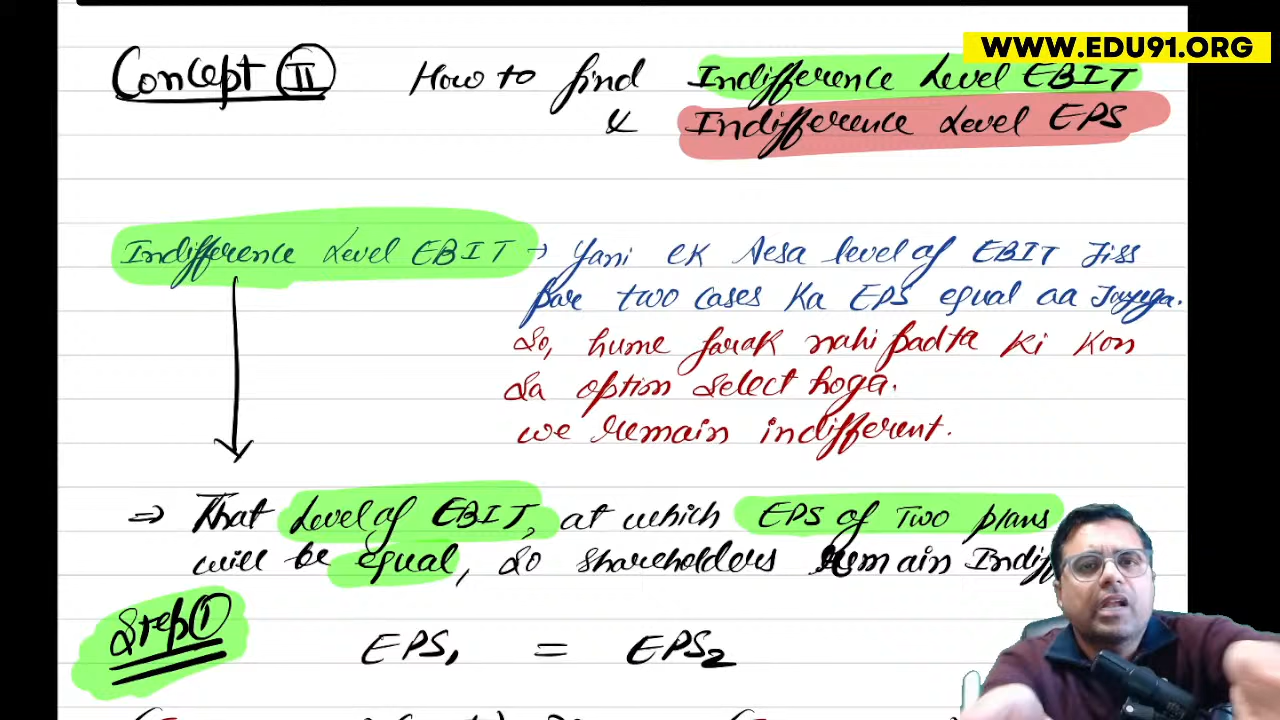 WWW.EDU91.ORG
Concept II How to find Indifference Level EBIT
& Indifference Level EPS
Indifference Level EBIT → Yani ek Aesa level of EBIT Jiss
par two cases ka EPS equal aa Jayega.
So, hume farak nahi padta ki kon
sa option select hoga.
we remain indifferent.
⇒ That Level of EBIT, at which EPS of Two plans
will be equal, so shareholders remain Indiff
Step 1
EPS1 = EPS2